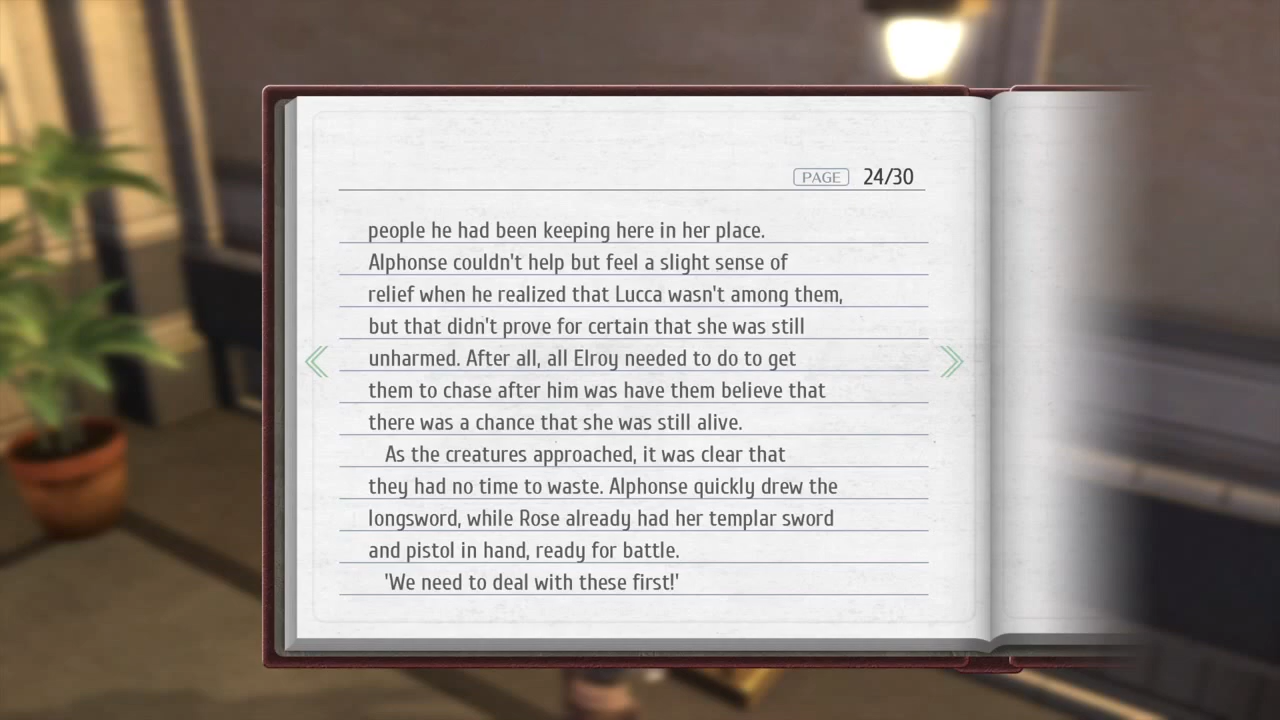 PAGE 24/30
people he had been keeping here in her place.
Alphonse couldn't help but feel a slight sense of
relief when he realized that Lucca wasn't among them,
but that didn't prove for certain that she was still
unharmed. After all, all Elroy needed to do to get
them to chase after him was have them believe that
there was a chance that she was still alive.
As the creatures approached, it was clear that
they had no time to waste. Alphonse quickly drew the
longsword, while Rose already had her templar sword
and pistol in hand, ready for battle.
'We need to deal with these first!'